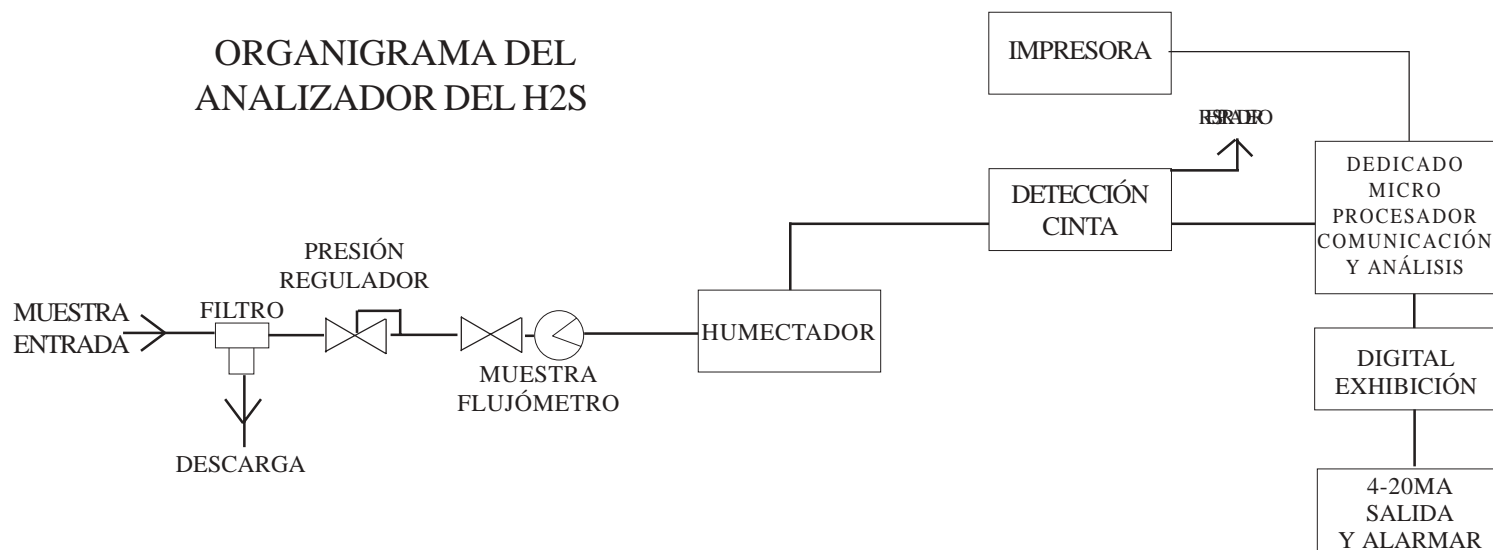 ORGANIGRAMA DEL
ANALIZADOR DEL H2S
IMPRESORA
DETECCIÓN
CINTA
DEDICADO
MICRO
PROCESADOR
COMUNICACIÓN
Y ANÁLISIS
PRESIÓN
REGULADOR
MUESTRA
ENTRADA
FILTRO
HUMECTADOR
MUESTRA
FLUJÓMETRO
DIGITAL
EXHIBICIÓN
DESCARGA
4-20MA
SALIDA
Y ALARMAR